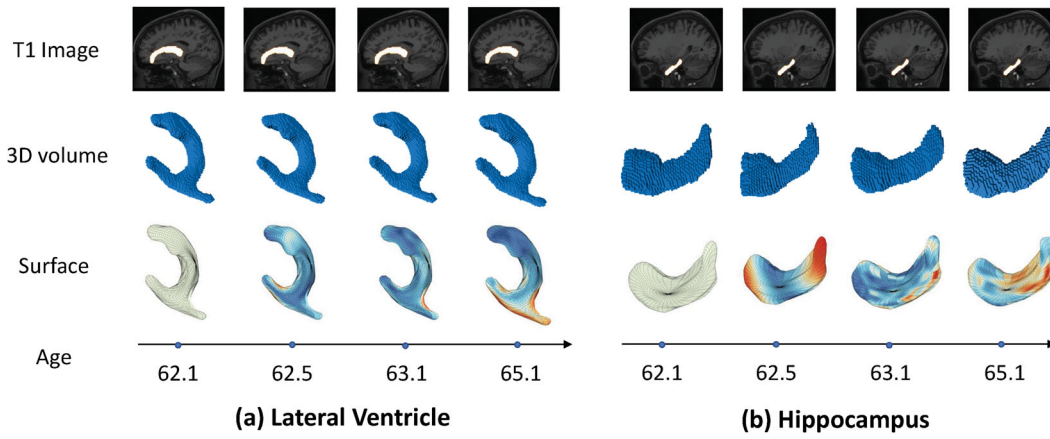 T1 Image
3D volume
Surface
Age
62.1 62.5 63.1 65.1
62.1 62.5 63.1 65.1
(a) Lateral Ventricle
(b) Hippocampus